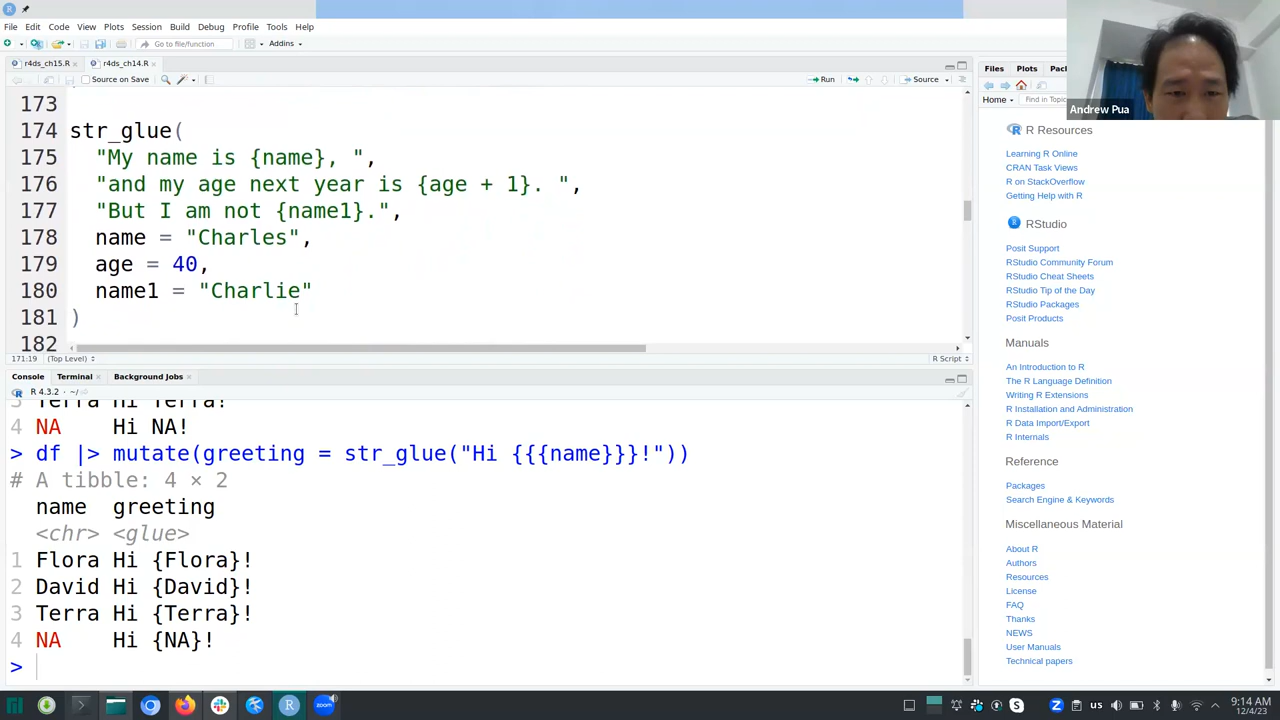 File Edit Code View Plots Session Build Debug Profile Tools Help
Go to file/function
Addins
r4ds_ch15.R
r4ds_ch14.R
Source on Save
Run
Source
173
174 str_glue(
175 "My name is {name}, ",
176 "and my age next year is {age + 1}. ",
177 "But I am not {name1}.",
178 name = "Charles",
179 age = 40,
180 name1 = "Charlie"
181 )
182
171:19 (Top Level)
R Script
Console Terminal Background Jobs
R 4.3.2 · ~/
3 Terra Hi Terra!
4 NA Hi NA!
> df |> mutate(greeting = str_glue("Hi {{{name}}}!"))
# A tibble: 4 × 2
name greeting
<chr> <glue>
1 Flora Hi {Flora}!
2 David Hi {David}!
3 Terra Hi {Terra}!
4 NA Hi {NA}!
>
Andrew Pua
Files Plots
Home
R Resources
Learning R Online
CRAN Task Views
R on StackOverflow
Getting Help with R
RStudio
Posit Support
RStudio Community Forum
RStudio Cheat Sheets
RStudio Tip of the Day
RStudio Packages
Posit Products
Manuals
An Introduction to R
The R Language Definition
Writing R Extensions
R Installation and Administration
R Data Import/Export
R Internals
Reference
Packages
Search Engine & Keywords
Miscellaneous Material
About R
Authors
Resources
License
FAQ
Thanks
NEWS
User Manuals
Technical papers
zoom
us
9:14 AM
12/4/23